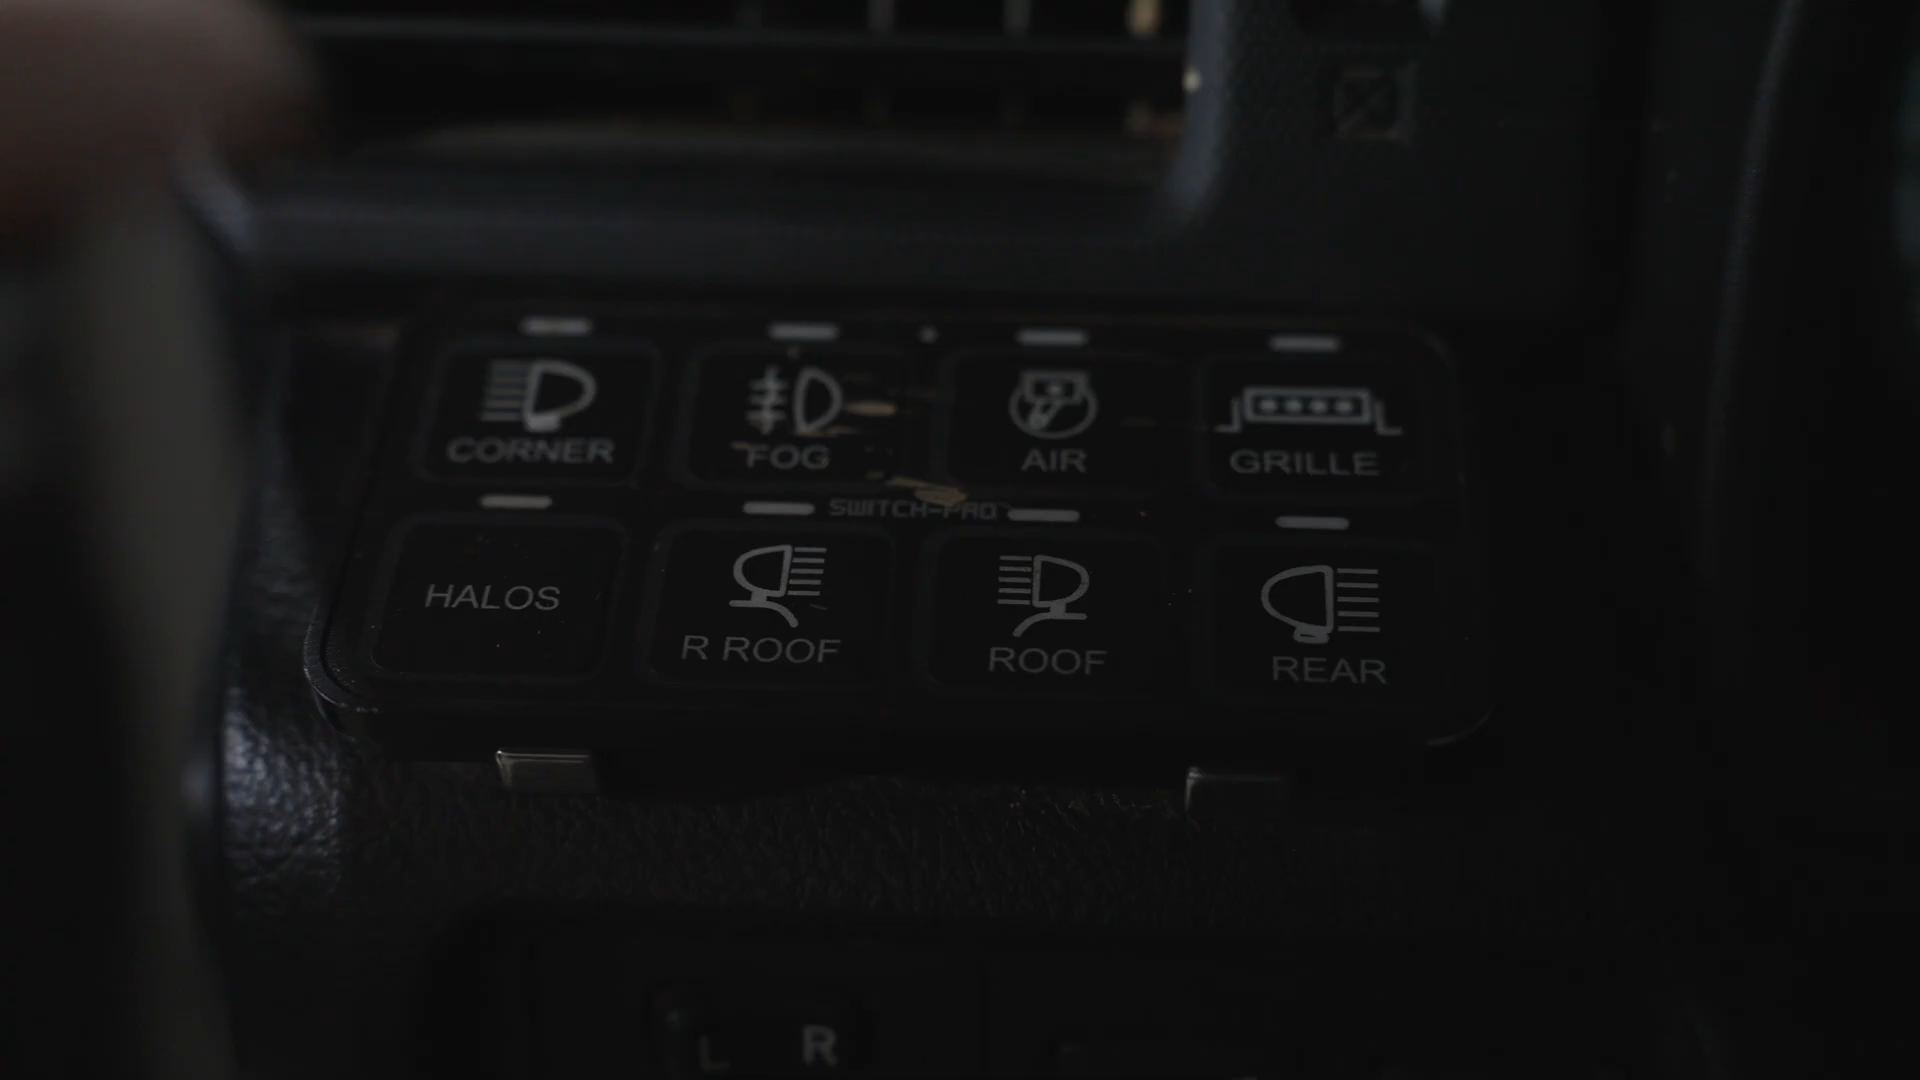 CORNER
FOG
AIR
GRILLE
SWITCH-PRO
HALOS
R ROOF
ROOF
REAR
L
R